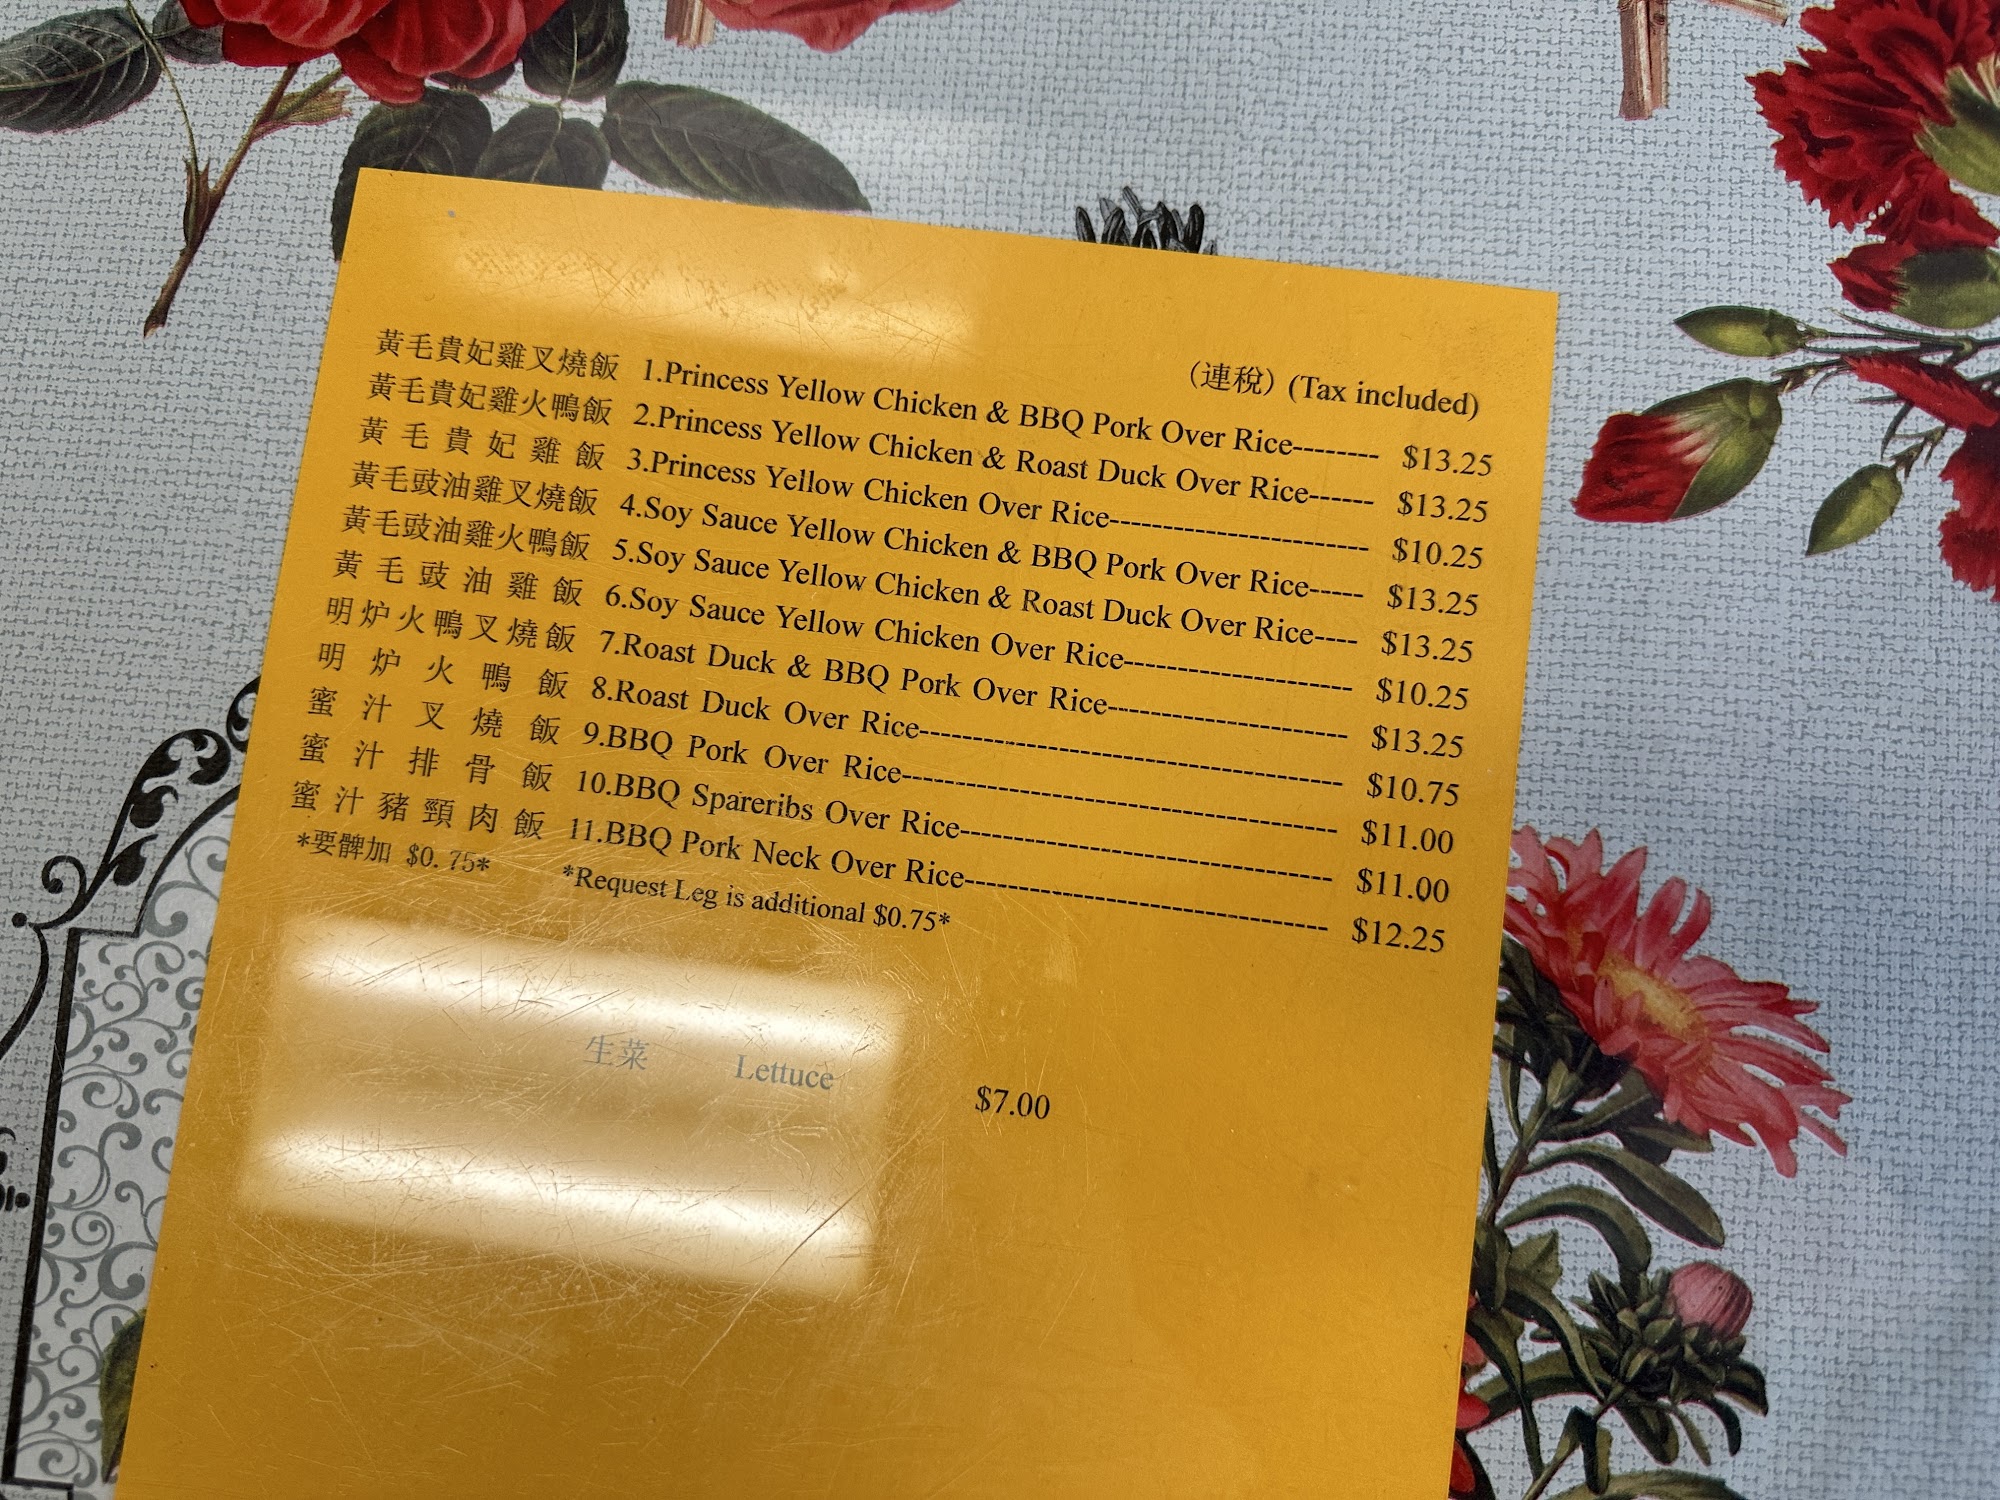 (連稅) (Tax included)
黃毛貴妃雞叉燒飯 1.Princess Yellow Chicken & BBQ Pork Over Rice-------- $13.25
黃毛貴妃雞火鴨飯 2.Princess Yellow Chicken & Roast Duck Over Rice------ $13.25
黃毛貴妃雞飯 3.Princess Yellow Chicken Over Rice------------------------ $10.25
黃毛豉油雞叉燒飯 4.Soy Sauce Yellow Chicken & BBQ Pork Over Rice----- $13.25
黃毛豉油雞火鴨飯 5.Soy Sauce Yellow Chicken & Roast Duck Over Rice---- $13.25
黃毛豉油雞飯 6.Soy Sauce Yellow Chicken Over Rice--------------------- $10.25
明炉火鴨叉燒飯 7.Roast Duck & BBQ Pork Over Rice---------------------- $13.25
明炉火鴨飯 8.Roast Duck Over Rice--------------------------------------- $10.75
蜜汁叉燒飯 9.BBQ Pork Over Rice---------------------------------------- $11.00
蜜汁排骨飯 10.BBQ Spareribs Over Rice----------------------------------- $11.00
蜜汁豬頸肉飯 11.BBQ Pork Neck Over Rice---------------------------------- $12.25
*要髀加 $0.75* *Request Leg is additional $0.75*
生菜 Lettuce $7.00